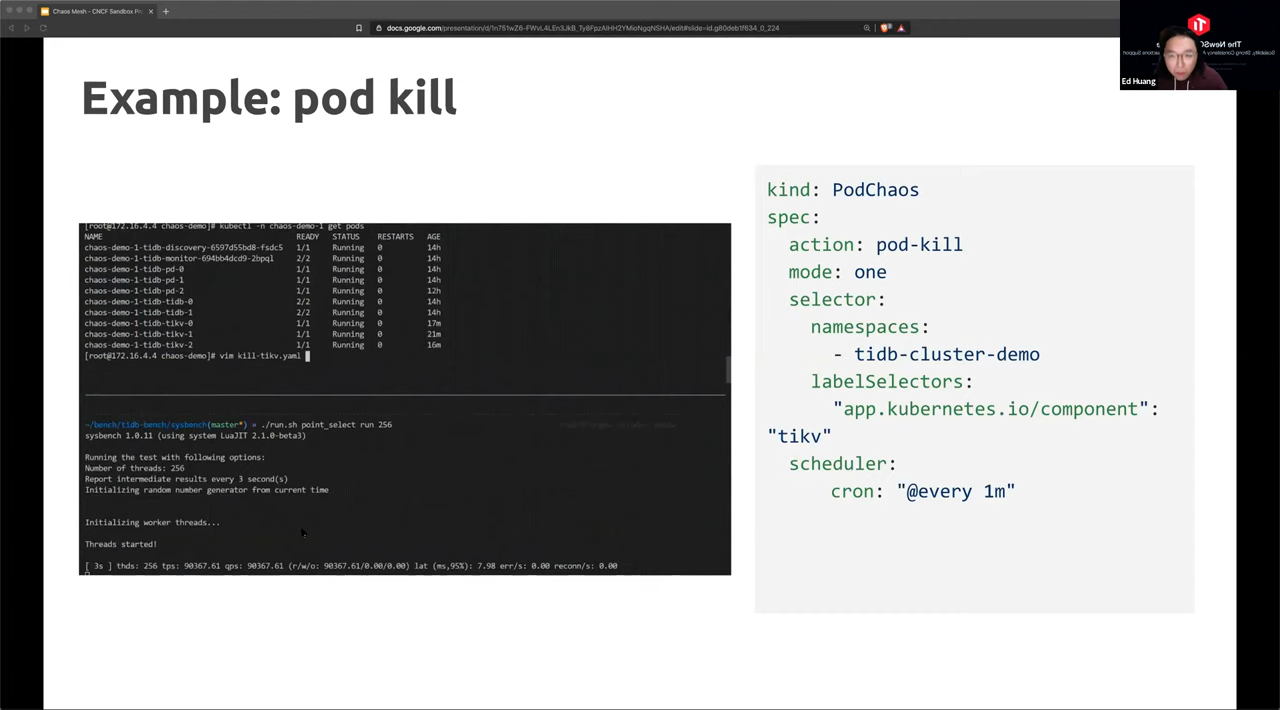 Chaos Mesh - CNCF Sandbox Pr
docs.google.com/presentation/d/1n751wZ6-FWvL4LEn3JkB_Ty8FpzAlHH2YMioNgqNSHA/edit#slide=id.g80deb1f634_0_224
Ed Huang
Example: pod kill
[root@172.16.4.4 chaos-demo]# kubectl -n chaos-demo-1 get pods
NAME READY STATUS RESTARTS AGE
chaos-demo-1-tidb-discovery-6597d55bd8-fsdc5 1/1 Running 0 14h
chaos-demo-1-tidb-monitor-694bb4dcd9-2bpql 2/2 Running 0 14h
chaos-demo-1-tidb-pd-0 1/1 Running 0 14h
chaos-demo-1-tidb-pd-1 1/1 Running 0 14h
chaos-demo-1-tidb-pd-2 1/1 Running 0 12h
chaos-demo-1-tidb-tidb-0 2/2 Running 0 14h
chaos-demo-1-tidb-tidb-1 2/2 Running 0 14h
chaos-demo-1-tidb-tikv-0 1/1 Running 0 17m
chaos-demo-1-tidb-tikv-1 1/1 Running 0 21m
chaos-demo-1-tidb-tikv-2 1/1 Running 0 16m
[root@172.16.4.4 chaos-demo]# vim kill-tikv.yaml
~/bench/tidb-bench/sysbench(master*) » ./run.sh point_select run 256
sysbench 1.0.11 (using system LuaJIT 2.1.0-beta3)
Running the test with following options:
Number of threads: 256
Report intermediate results every 3 second(s)
Initializing random number generator from current time
Initializing worker threads...
Threads started!
[ 3s ] thds: 256 tps: 90367.61 qps: 90367.61 (r/w/o: 90367.61/0.00/0.00) lat (ms,95%): 7.98 err/s: 0.00 reconn/s: 0.00
kind: PodChaos
spec:
action: pod-kill
mode: one
selector:
namespaces:
- tidb-cluster-demo
labelSelectors:
"app.kubernetes.io/component":
"tikv"
scheduler:
cron: "@every 1m"